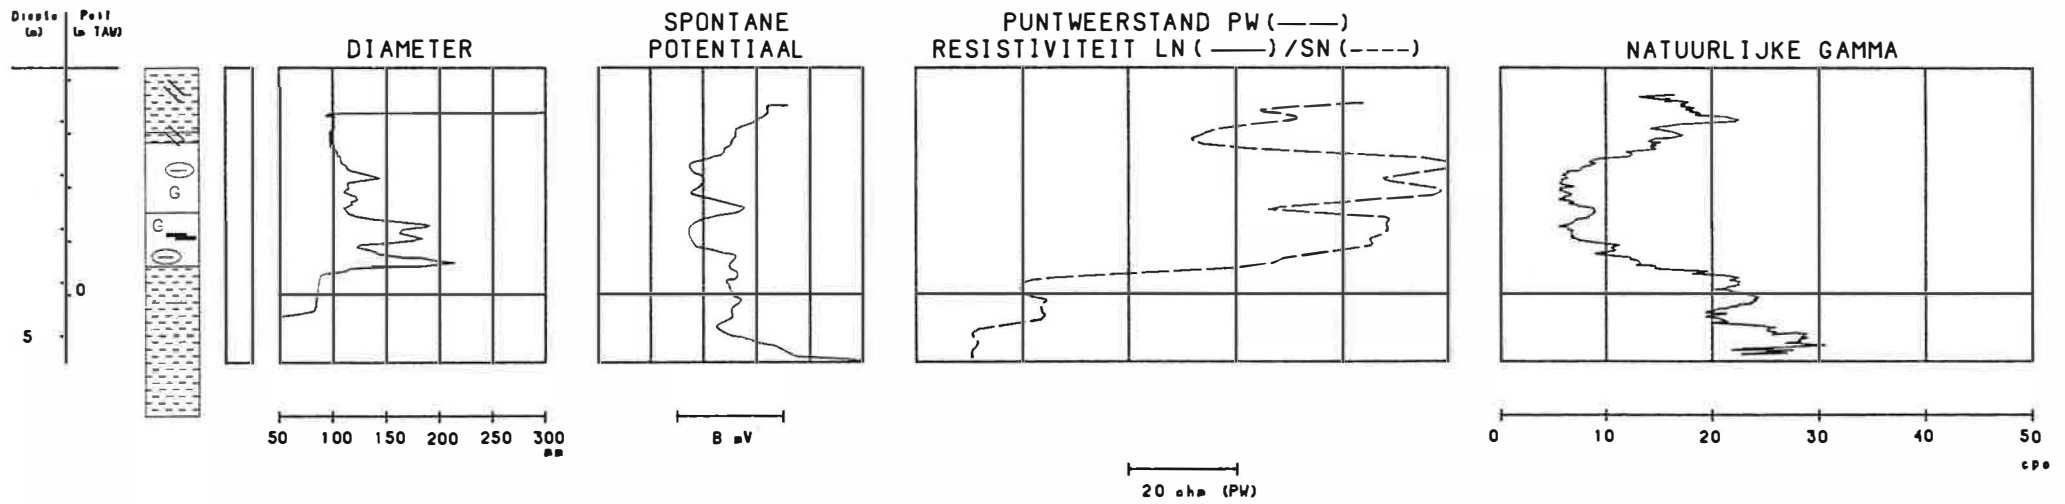 Diepte Peil
(m) (m TAW)
DIAMETER
SPONTANE
POTENTIAAL
PUNTWEERSTAND PW(— —)
RESISTIVITEIT LN(——)/SN(----)
NATUURLIJKE GAMMA
G
G
0
5
50 100 150 200 250 300
mm
8 mV
20 ohm (PW)
0 10 20 30 40 50
cps